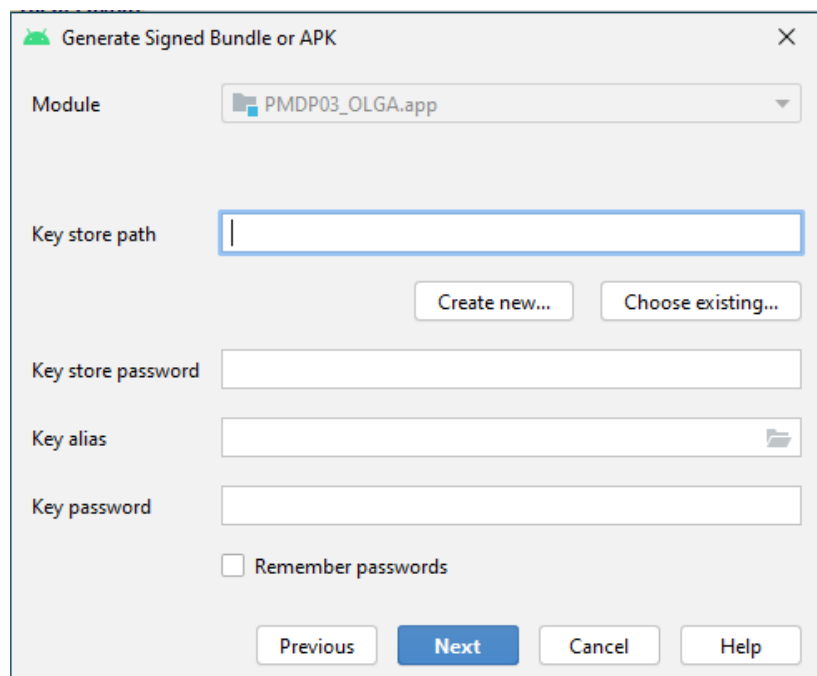 Generate Signed Bundle or APK
Module
PMDP03_OLGA.app
Key store path
Create new...
Choose existing...
Key store password
Key alias
Key password
Remember passwords
Previous
Next
Cancel
Help